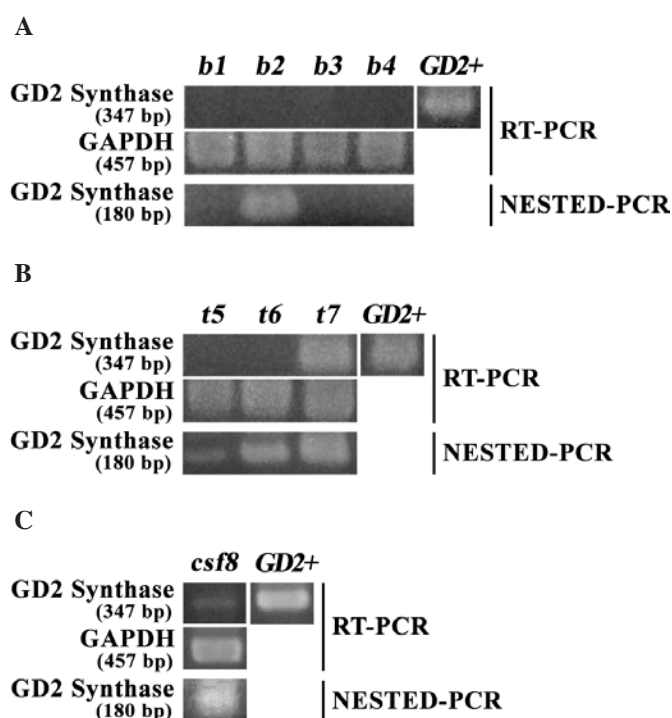 A
b1 b2 b3 b4 GD2+
GD2 Synthase
(347 bp)
RT-PCR
GAPDH
(457 bp)
GD2 Synthase
(180 bp)
NESTED-PCR
B
t5 t6 t7 GD2+
GD2 Synthase
(347 bp)
RT-PCR
GAPDH
(457 bp)
GD2 Synthase
(180 bp)
NESTED-PCR
C
csf8 GD2+
GD2 Synthase
(347 bp)
RT-PCR
GAPDH
(457 bp)
GD2 Synthase
(180 bp)
NESTED-PCR